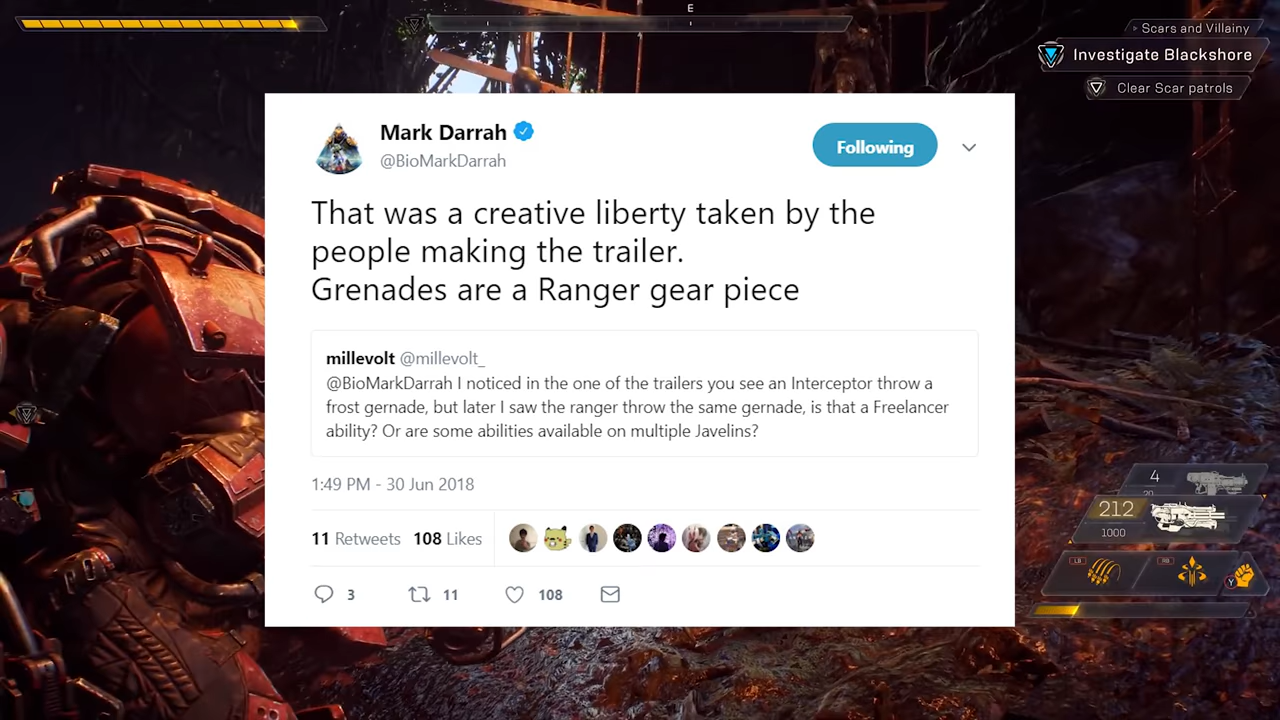 E
Scars and Villainy
Investigate Blackshore
Clear Scar patrols
Mark Darrah
@BioMarkDarrah
Following
That was a creative liberty taken by the
people making the trailer.
Grenades are a Ranger gear piece
millevolt @millevolt_
@BioMarkDarrah I noticed in the one of the trailers you see an Interceptor throw a
frost gernade, but later I saw the ranger throw the same gernade, is that a Freelancer
ability? Or are some abilities available on multiple Javelins?
1:49 PM - 30 Jun 2018
11 Retweets 108 Likes
3 11 108
4
20
212
1000
LB RB Y